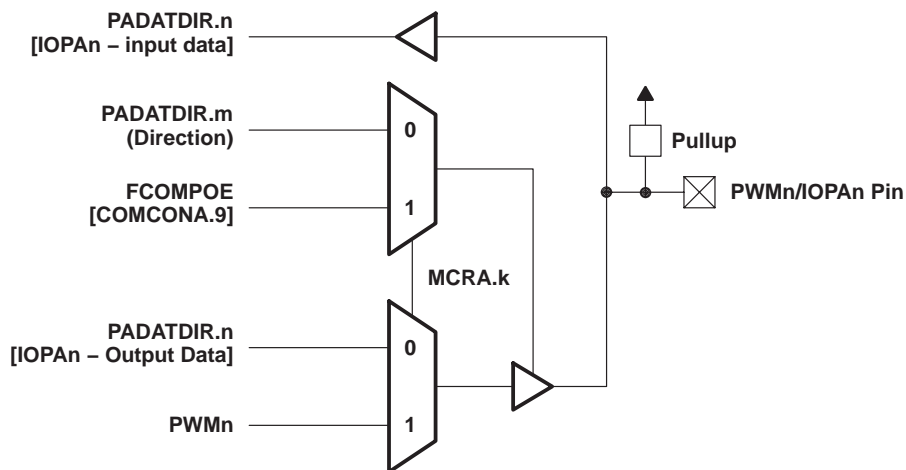 PADATDIR.n
[IOPAn – input data]
PADATDIR.m
(Direction)
0
Pullup
FCOMPOE
[COMCONA.9]
1
PWMn/IOPAn Pin
MCRA.k
PADATDIR.n
[IOPAn – Output Data]
0
PWMn
1